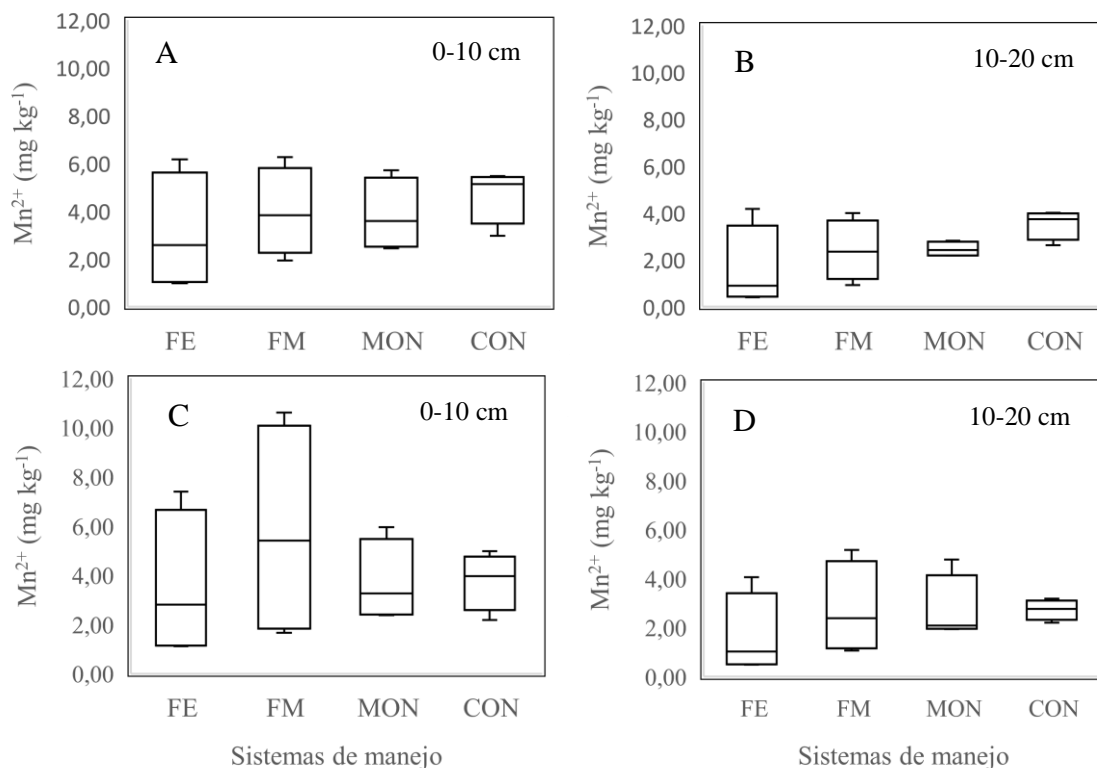 A
0-10 cm
Mn²⁺ (mg kg⁻¹)
12,00
10,00
8,00
6,00
4,00
2,00
0,00
FE FM MON CON
B
10-20 cm
Mn²⁺ (mg kg⁻¹)
12,00
10,00
8,00
6,00
4,00
2,00
0,00
FE FM MON CON
C
0-10 cm
Mn²⁺ (mg kg⁻¹)
12,00
10,00
8,00
6,00
4,00
2,00
0,00
FE FM MON CON
Sistemas de manejo
D
10-20 cm
Mn²⁺ (mg kg⁻¹)
12,00
10,00
8,00
6,00
4,00
2,00
0,00
FE FM MON CON
Sistemas de manejo